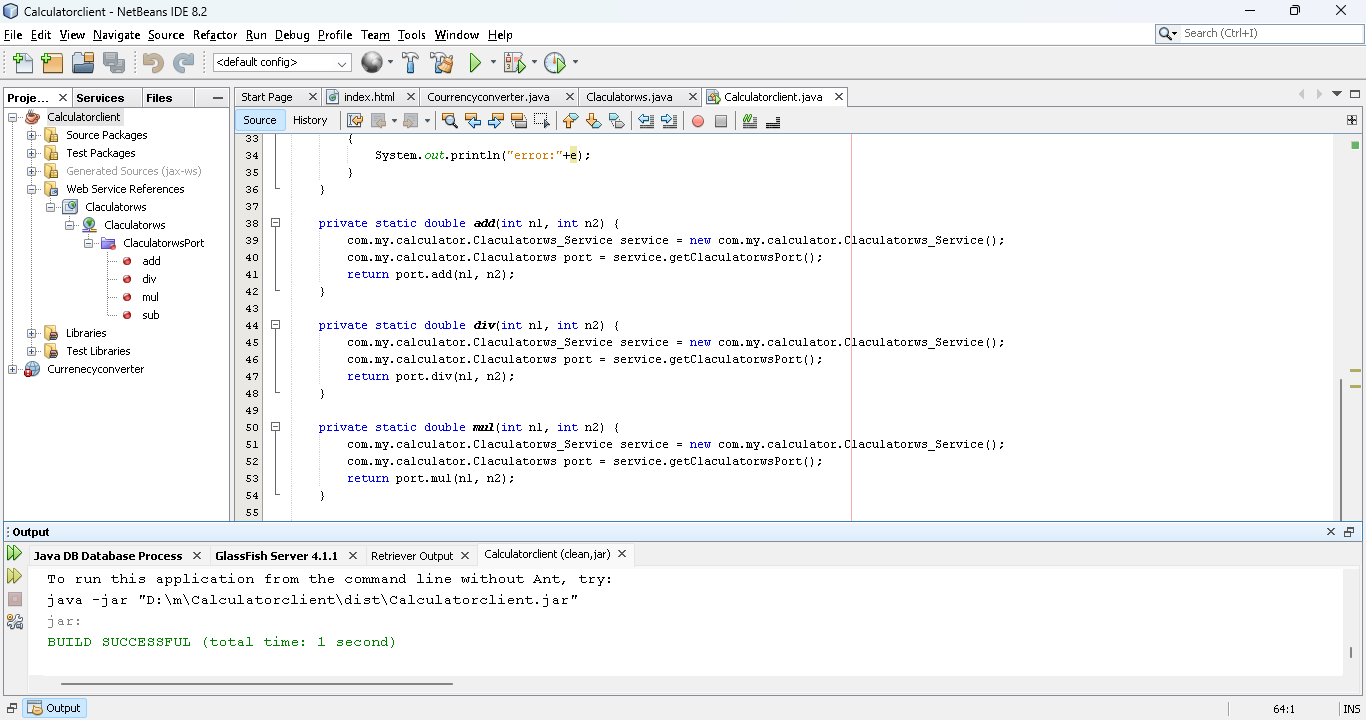 Calculatorclient - NetBeans IDE 8.2
File Edit View Navigate Source Refactor Run Debug Profile Team Tools Window Help
Search (Ctrl+I)
<default config>
Proje... Services Files
Start Page index.html Courrencyconverter.java Claculatorws.java Calculatorclient.java
Source History
Calculatorclient
Source Packages
Test Packages
Generated Sources (jax-ws)
Web Service References
Claculatorws
Claculatorws
ClaculatorwsPort
add
div
mul
sub
Libraries
Test Libraries
Currenecyconverter
33 {
34 System.out.println("error:"+e);
35 }
36 }
37
38 private static double add(int n1, int n2) {
39 com.my.calculator.Claculatorws_Service service = new com.my.calculator.Claculatorws_Service();
40 com.my.calculator.Claculatorws port = service.getClaculatorwsPort();
41 return port.add(n1, n2);
42 }
43
44 private static double div(int n1, int n2) {
45 com.my.calculator.Claculatorws_Service service = new com.my.calculator.Claculatorws_Service();
46 com.my.calculator.Claculatorws port = service.getClaculatorwsPort();
47 return port.div(n1, n2);
48 }
49
50 private static double mul(int n1, int n2) {
51 com.my.calculator.Claculatorws_Service service = new com.my.calculator.Claculatorws_Service();
52 com.my.calculator.Claculatorws port = service.getClaculatorwsPort();
53 return port.mul(n1, n2);
54 }
55
Output
Java DB Database Process GlassFish Server 4.1.1 Retriever Output Calculatorclient (clean,jar)
To run this application from the command line without Ant, try:
java -jar "D:\m\Calculatorclient\dist\Calculatorclient.jar"
jar:
BUILD SUCCESSFUL (total time: 1 second)
Output
64:1 INS